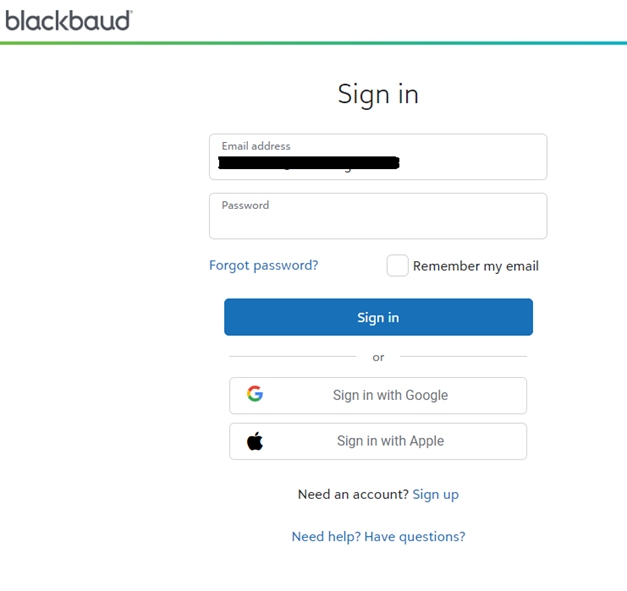 blackbaud
Sign in
Email address
Password
Forgot password?
Remember my email
Sign in
or
Sign in with Google
Sign in with Apple
Need an account? Sign up
Need help? Have questions?